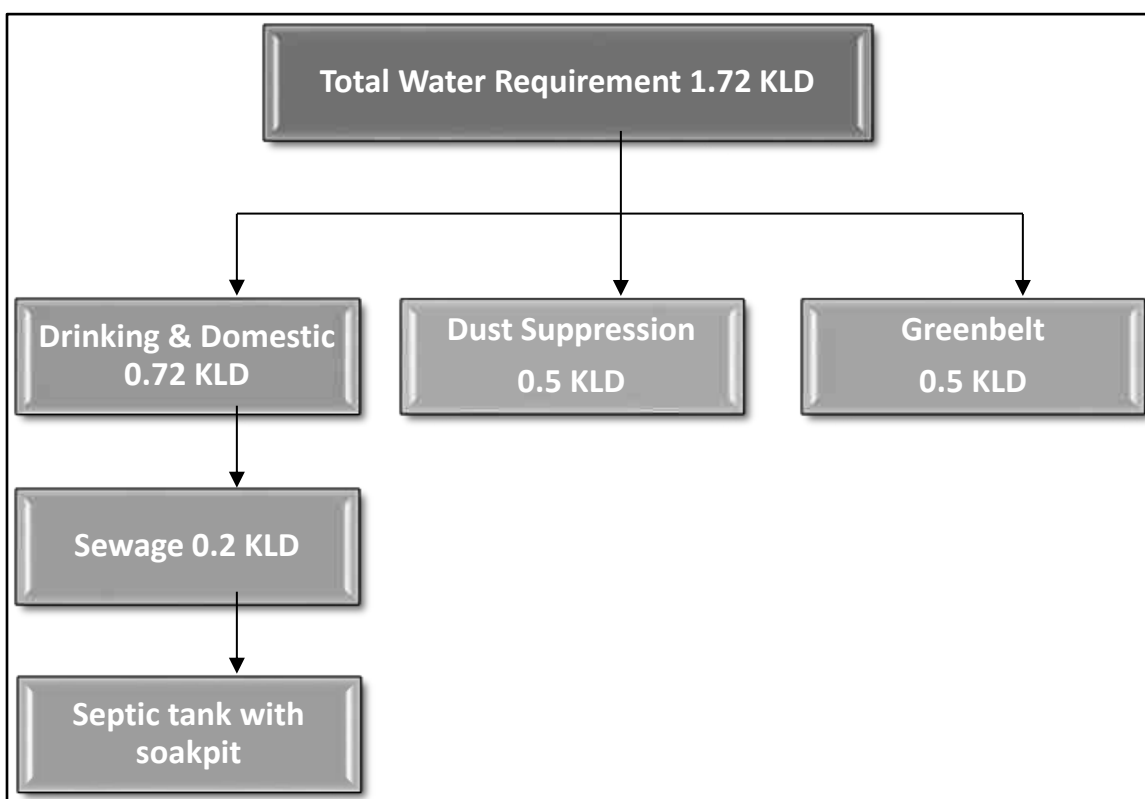 Total Water Requirement 1.72 KLD
Drinking & Domestic
0.72 KLD
Dust Suppression
0.5 KLD
Greenbelt
0.5 KLD
Sewage 0.2 KLD
Septic tank with
soakpit